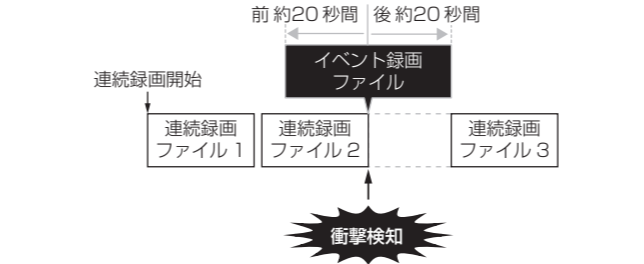 前 約20 秒間 後 約20 秒間
イベント録画
ファイル
連続録画開始
連続録画
ファイル 1
連続録画
ファイル 2
連続録画
ファイル 3
衝撃検知